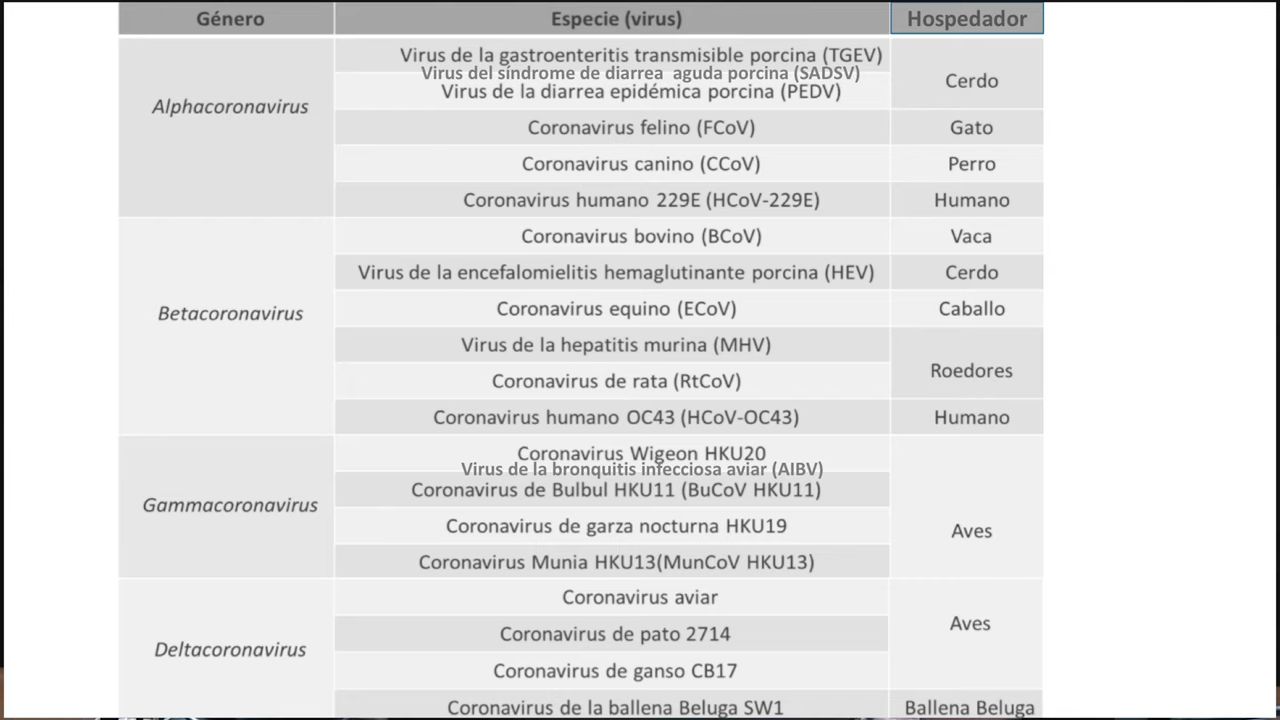 Género Especie (virus) Hospedador
Virus de la gastroenteritis transmisible porcina (TGEV)
Virus del síndrome de diarrea aguda porcina (SADSV)
Cerdo
Virus de la diarrea epidémica porcina (PEDV)
Alphacoronavirus
Coronavirus felino (FCoV) Gato
Coronavirus canino (CCoV) Perro
Coronavirus humano 229E (HCoV-229E) Humano
Coronavirus bovino (BCoV) Vaca
Virus de la encefalomielitis hemaglutinante porcina (HEV) Cerdo
Betacoronavirus Coronavirus equino (ECoV) Caballo
Virus de la hepatitis murina (MHV)
Roedores
Coronavirus de rata (RtCoV)
Coronavirus humano OC43 (HCoV-OC43) Humano
Coronavirus Wigeon HKU20
Virus de la bronquitis infecciosa aviar (AIBV)
Coronavirus de Bulbul HKU11 (BuCoV HKU11)
Gammacoronavirus
Coronavirus de garza nocturna HKU19 Aves
Coronavirus Munia HKU13(MunCoV HKU13)
Coronavirus aviar
Aves
Coronavirus de pato 2714
Deltacoronavirus
Coronavirus de ganso CB17
Coronavirus de la ballena Beluga SW1 Ballena Beluga